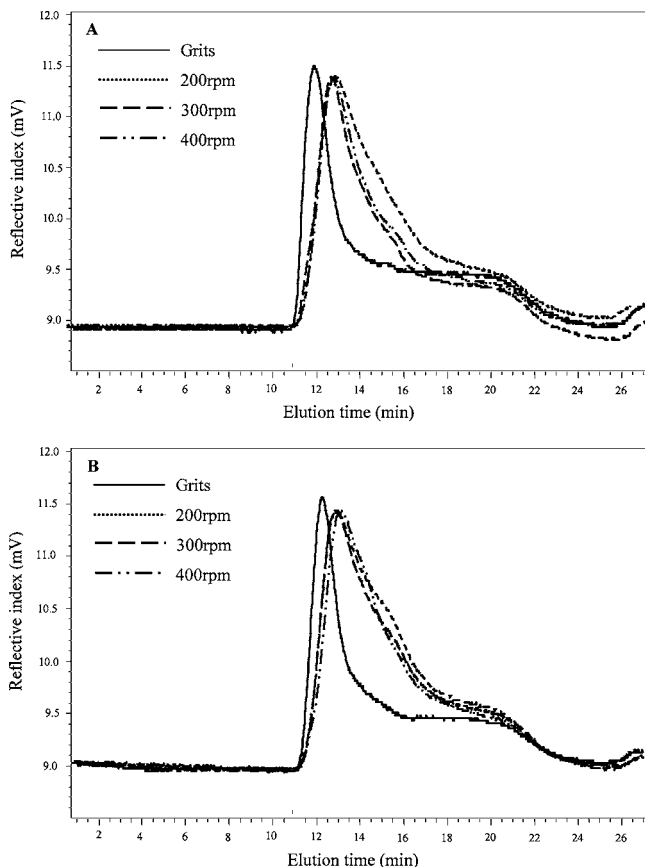 A
Grits
200rpm
300rpm
400rpm
Reflective index (mV)
12.0
11.5
11.0
10.5
10.0
9.5
9.0
2 4 6 8 10 12 14 16 18 20 22 24 26
Elution time (min)
B
Grits
200rpm
300rpm
400rpm
Reflective index (mV)
12.0
11.5
11.0
10.5
10.0
9.5
9.0
2 4 6 8 10 12 14 16 18 20 22 24 26
Elution time (min)